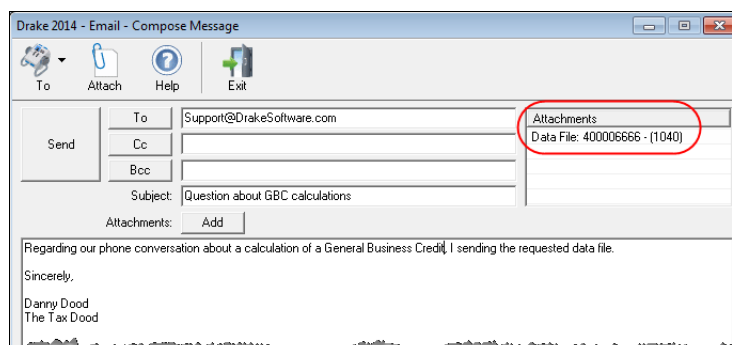 Drake 2014 - Email - Compose Message
To Attach Help Exit
Send
To Support@DrakeSoftware.com
Cc
Bcc
Subject: Question about GBC calculations
Attachments: Add
Attachments
Data File: 400006666 - (1040)
Regarding our phone conversation about a calculation of a General Business Credit, I sending the requested data file.
Sincerely,
Danny Dood
The Tax Dood